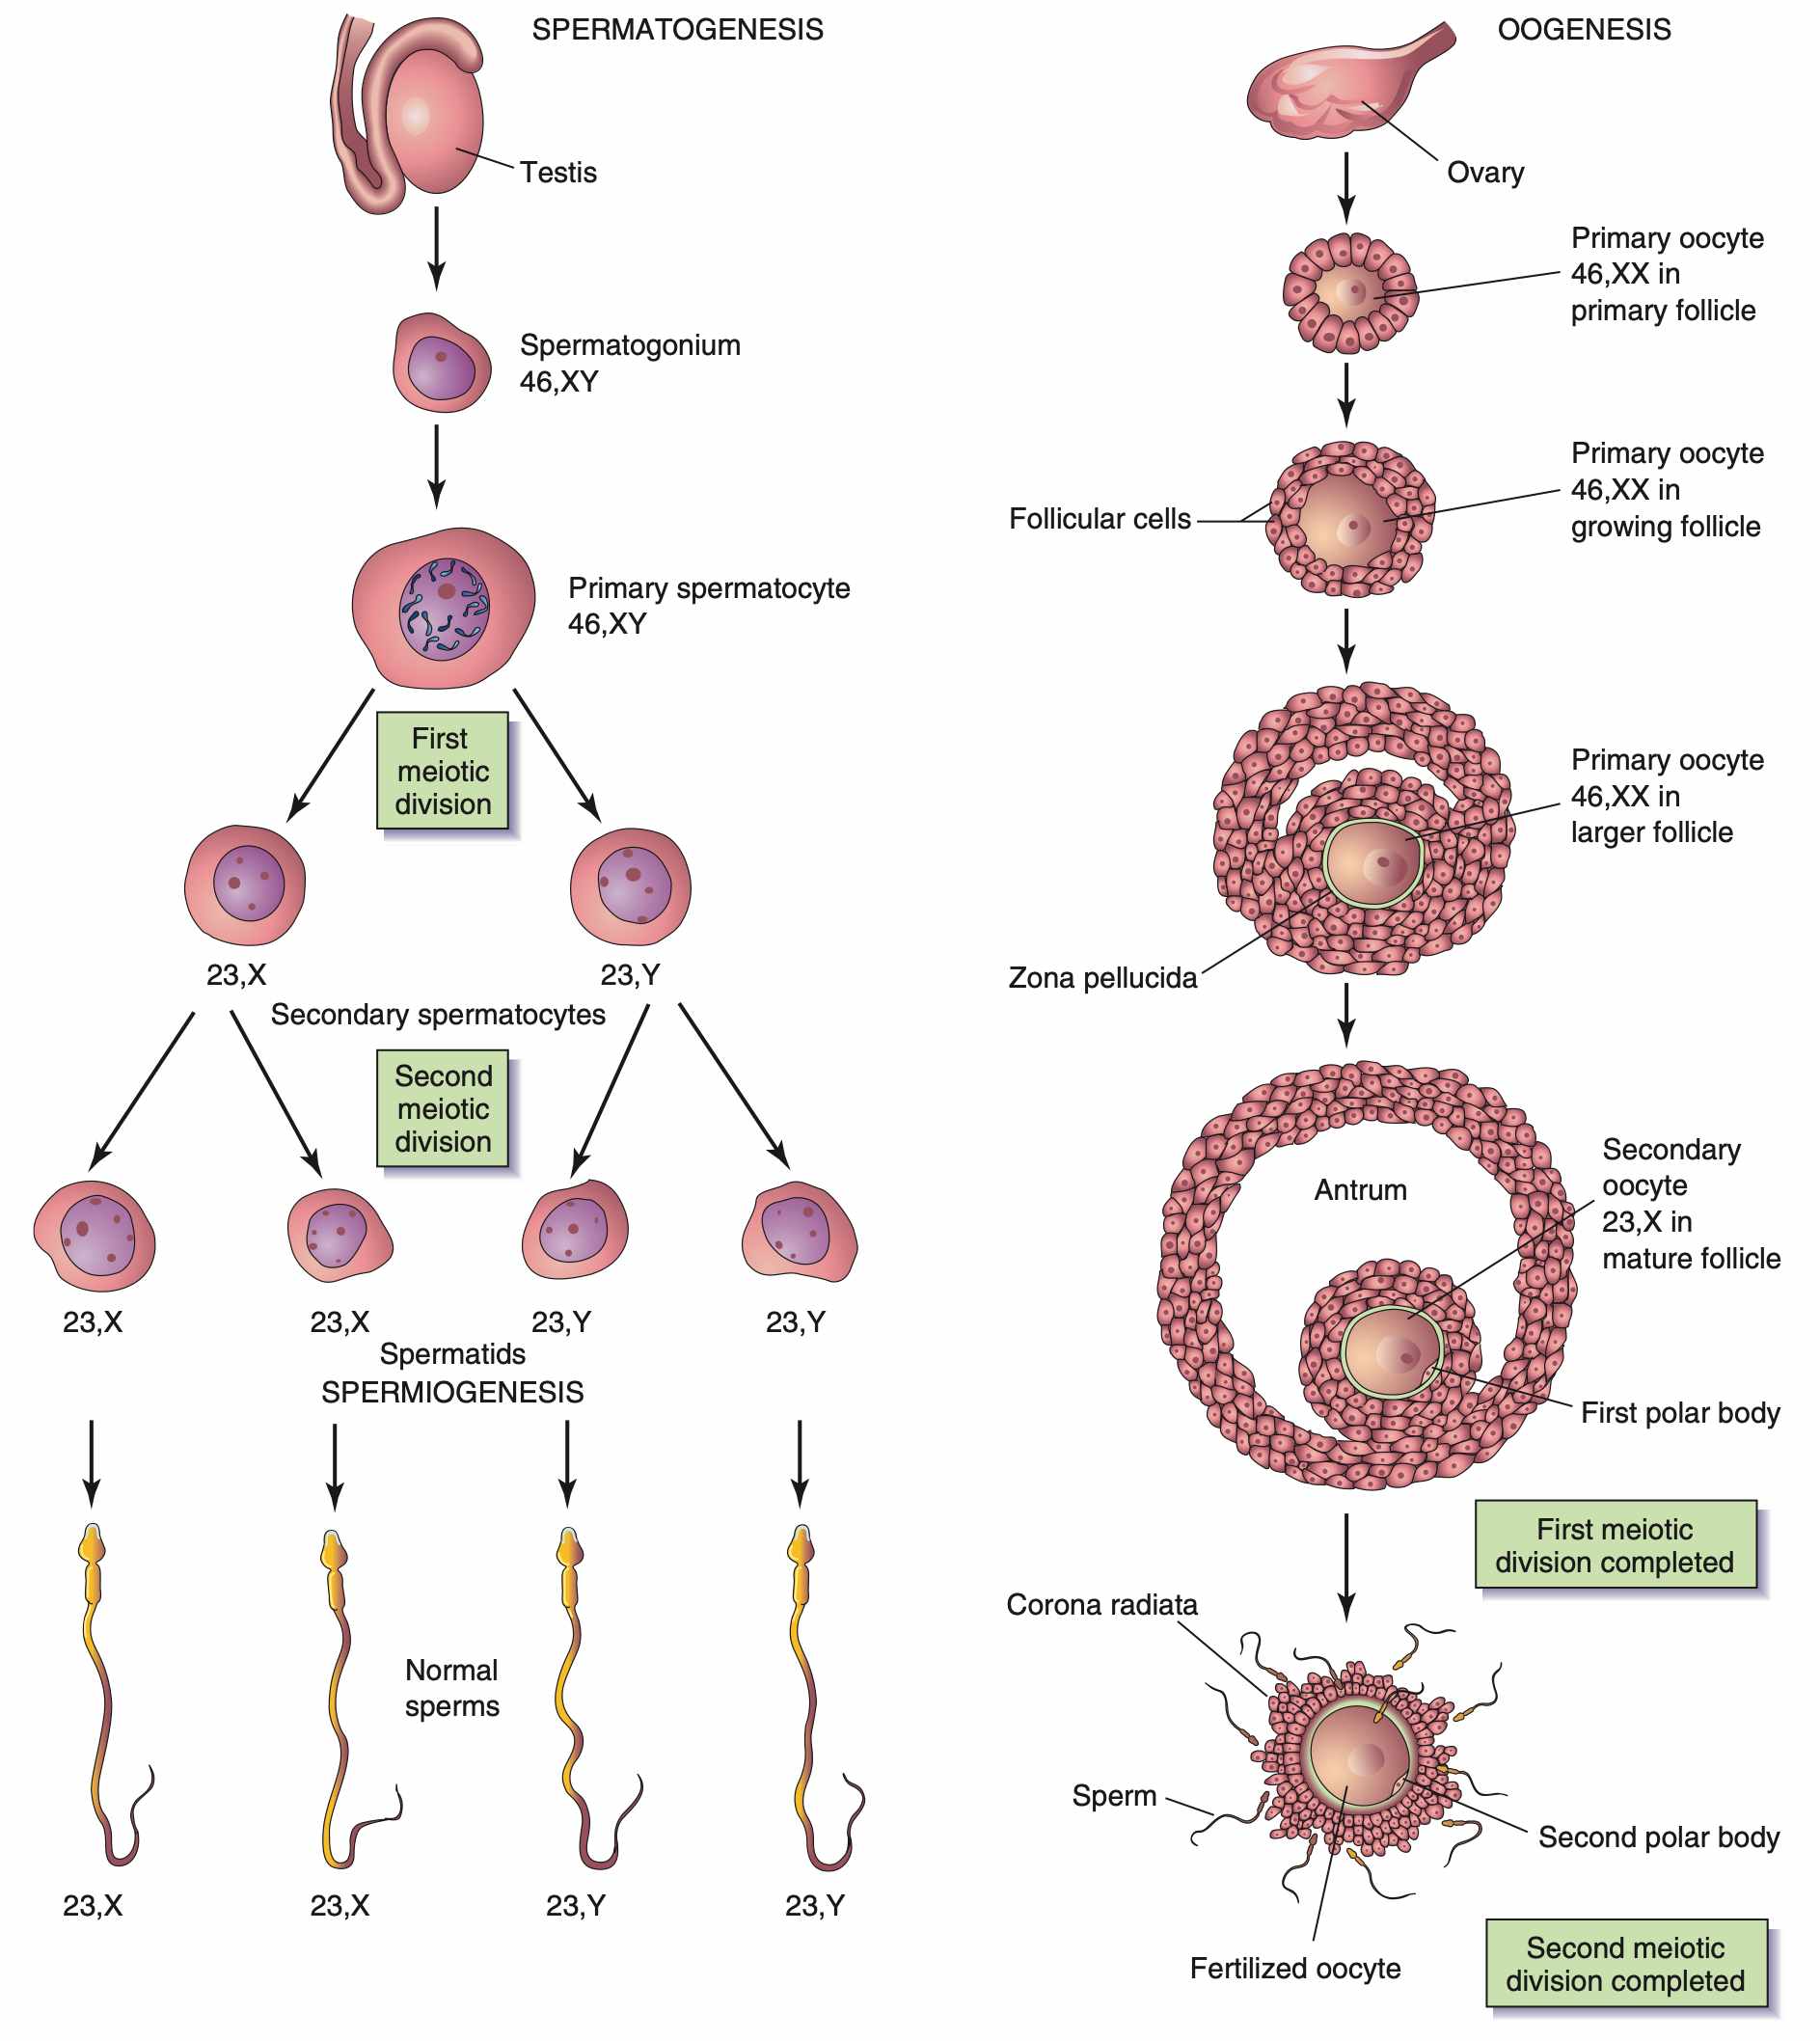 SPERMATOGENESIS
Testis
Spermatogonium
46,XY
Primary spermatocyte
46,XY
First
meiotic
division
23,X
23,Y
Secondary spermatocytes
Second
meiotic
division
23,X
23,X
23,Y
23,Y
Spermatids
SPERMIOGENESIS
Normal
sperms
23,X
23,X
23,Y
23,Y
OOGENESIS
Ovary
Primary oocyte
46,XX in
primary follicle
Primary oocyte
46,XX in
growing follicle
Follicular cells
Primary oocyte
46,XX in
larger follicle
Zona pellucida
Antrum
Secondary
oocyte
23,X in
mature follicle
First polar body
First meiotic
division completed
Corona radiata
Sperm
Second polar body
Fertilized oocyte
Second meiotic
division completed